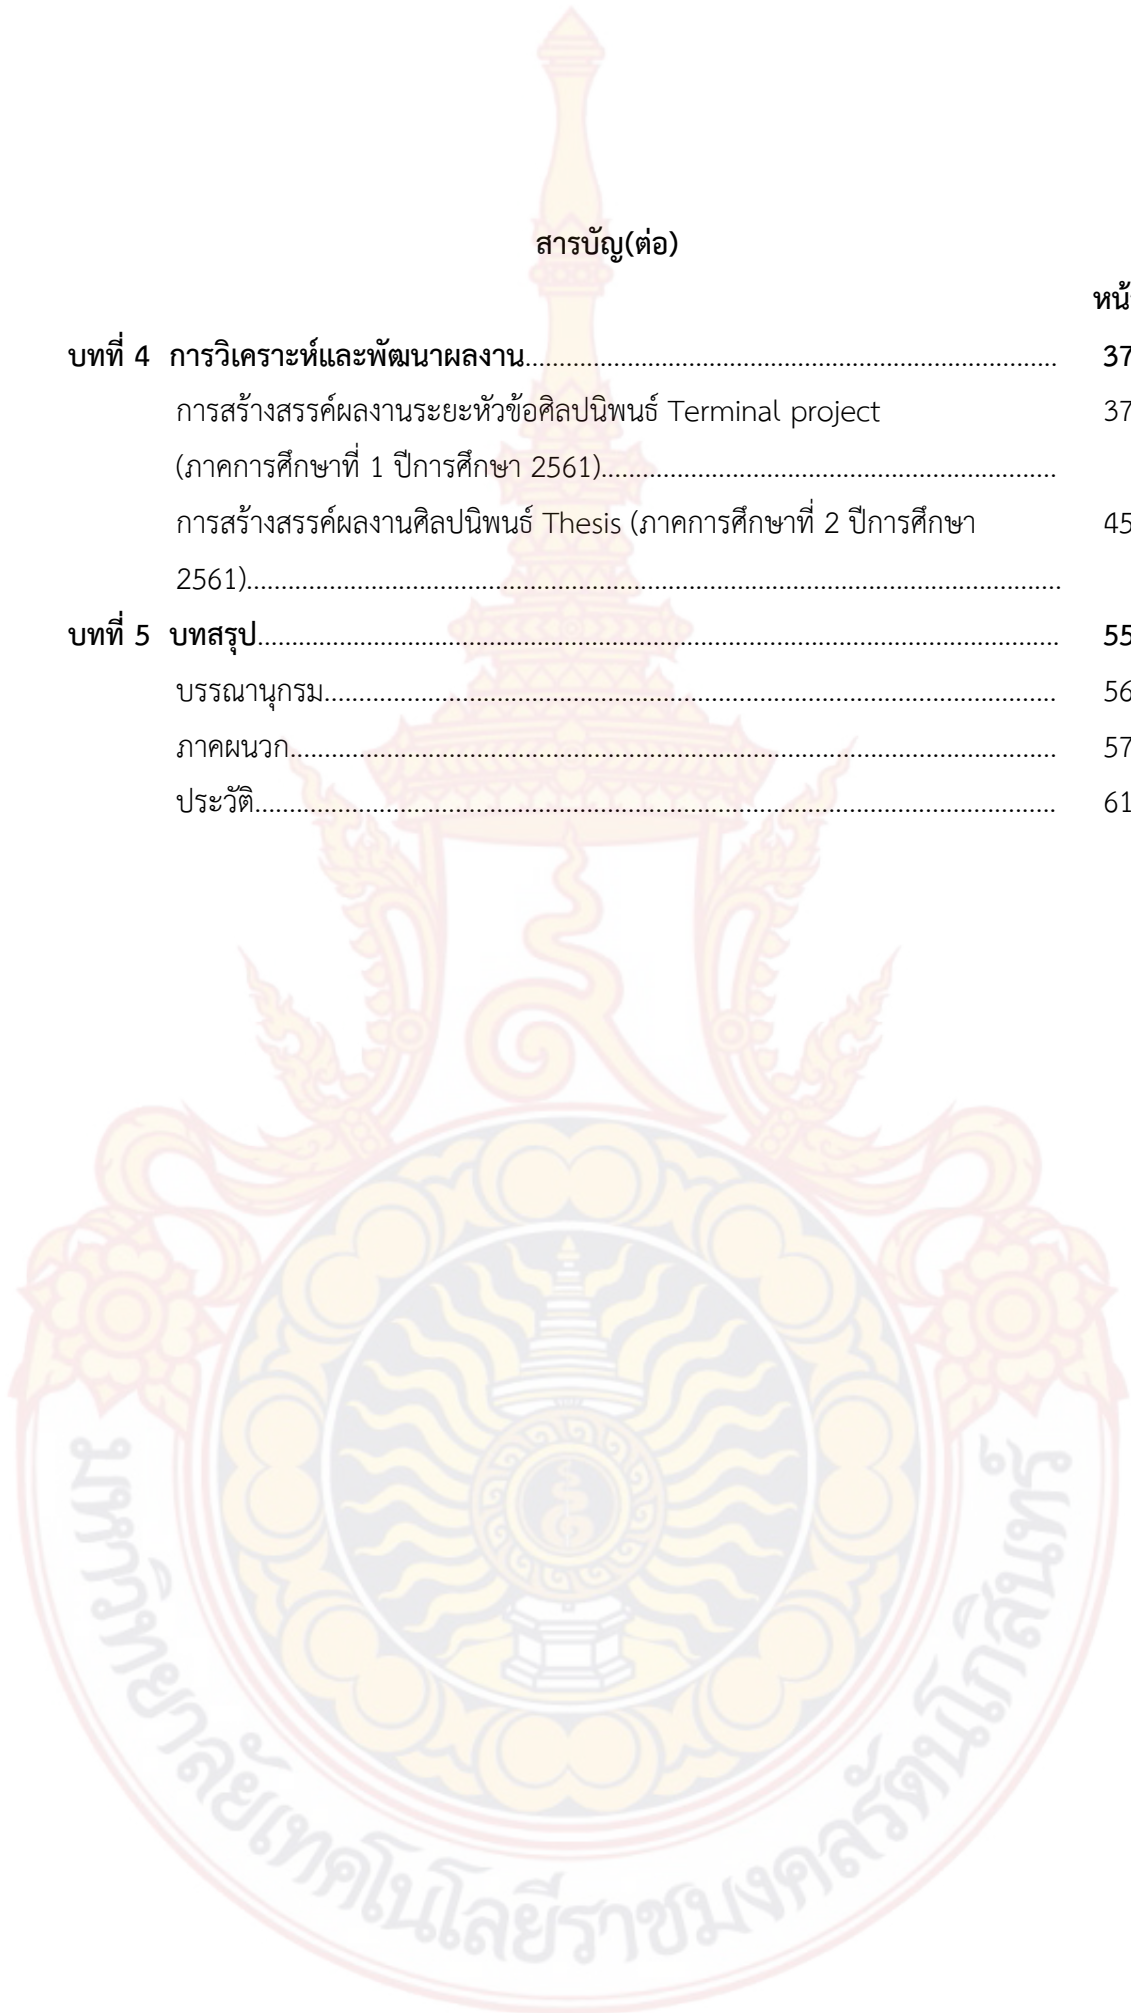 สารบัญ(ต่อ)
หน้า
บทที่ 4 การวิเคราะห์และพัฒนาผลงาน 37
การสร้างสรรค์ผลงานระยะหัวข้อศิลปนิพนธ์ Terminal project 37
(ภาคการศึกษาที่ 1 ปีการศึกษา 2561)
การสร้างสรรค์ผลงานศิลปนิพนธ์ Thesis (ภาคการศึกษาที่ 2 ปีการศึกษา 45
2561)
บทที่ 5 บทสรุป 55
บรรณานุกรม 56
ภาคผนวก 57
ประวัติ 61
มหาวิทยาลัยเทคโนโลยีราชมงคลรัตนโกสินทร์